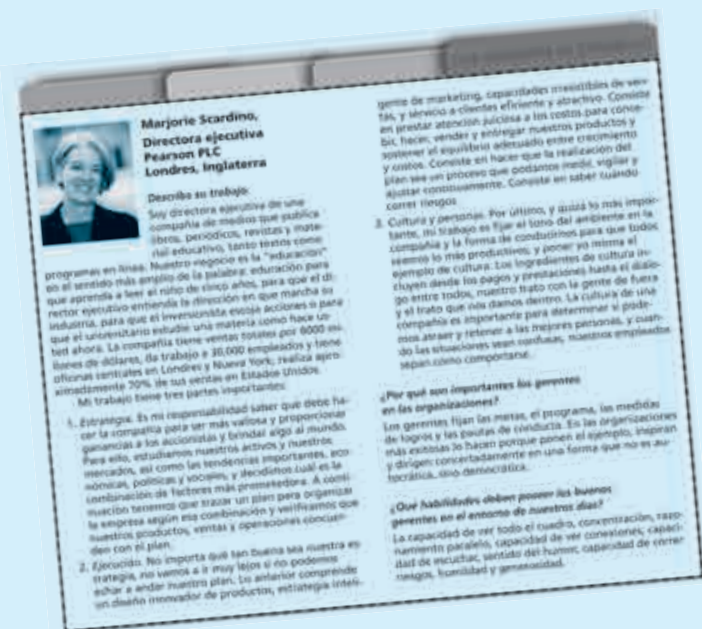 Marjorie Scardino,
Directora ejecutiva
Pearson PLC
Londres, Inglaterra
Describa su trabajo.
Soy directora ejecutiva de una
compañía de medios que publica
libros, periódicos, revistas y mate-
rial educativo, tanto textos como
programas en línea. Nuestro negocio es la "educación"
en el sentido más amplio de la palabra: educación para
que aprenda a leer el niño de cinco años, para que el di-
rector ejecutivo entienda la dirección en que marcha su
industria, para que el inversionista escoja acciones o para
que el universitario estudie una materia como hace us-
ted ahora. La compañía tiene ventas totales por 6000 mi-
llones de dólares, da trabajo a 30,000 empleados y tiene
oficinas centrales en Londres y Nueva York; realiza apro-
ximadamente 70% de sus ventas en Estados Unidos.
Mi trabajo tiene tres partes importantes:
1. Estrategia. Es mi responsabilidad saber qué debe ha-
cer la compañía para ser más valiosa y proporcionar
ganancias a los accionistas y brindar algo al mundo.
Para ello, estudiamos nuestros activos y nuestros
mercados, así como las tendencias importantes, eco-
nómicas, políticas y sociales, y decidimos cuál es la
combinación de factores más prometedora. A conti-
nuación tenemos que trazar un plan para organizar
la empresa según esa combinación y verificamos que
nuestros productos, ventas y operaciones concuer-
den con el plan.
2. Ejecución. No importa qué tan buena sea nuestra es-
trategia, no vamos a ir muy lejos si no podemos
echar a andar nuestro plan. Lo anterior comprende
un diseño innovador de productos, estrategia inteli-
gente de marketing, capacidades irresistibles de ven-
tas, y servicio a clientes eficiente y atractivo. Consiste
en prestar atención juiciosa a los costos para conce-
bir, hacer, vender y entregar nuestros productos y
sostener el equilibrio adecuado entre crecimiento
y costos. Consiste en hacer que la realización del
plan sea un proceso que podamos medir, vigilar y
ajustar continuamente. Consiste en saber cuándo
correr riesgos.
3. Cultura y personas. Por último, y quizá lo más impor-
tante, mi trabajo es fijar el tono del ambiente en la
compañía y la forma de conducirnos para que todos
seamos lo más productivos, y poner yo misma el
ejemplo de cultura. Los ingredientes de cultura in-
cluyen desde los pagos y prestaciones hasta el diálo-
go entre todos, nuestro trato con la gente de fuera
y el trato que nos damos dentro. La cultura de una
compañía es importante para determinar si pode-
mos atraer y retener a las mejores personas, y cuan-
do las situaciones sean confusas, nuestros empleados
sepan cómo comportarse.
¿Por qué son importantes los gerentes
en las organizaciones?
Los gerentes fijan las metas, el programa, las medidas
de logros y las pautas de conducta. En las organizaciones
más exitosas lo hacen porque ponen el ejemplo, inspiran
y dirigen concertadamente en una forma que no es au-
tocrática, sino democrática.
¿Qué habilidades deben poseer los buenos
gerentes en el entorno de nuestros días?
La capacidad de ver todo el cuadro, concentración, razo-
namiento paralelo, capacidad de ver conexiones, capaci-
dad de escuchar, sentido del humor, capacidad de correr
riesgos, humildad y generosidad.